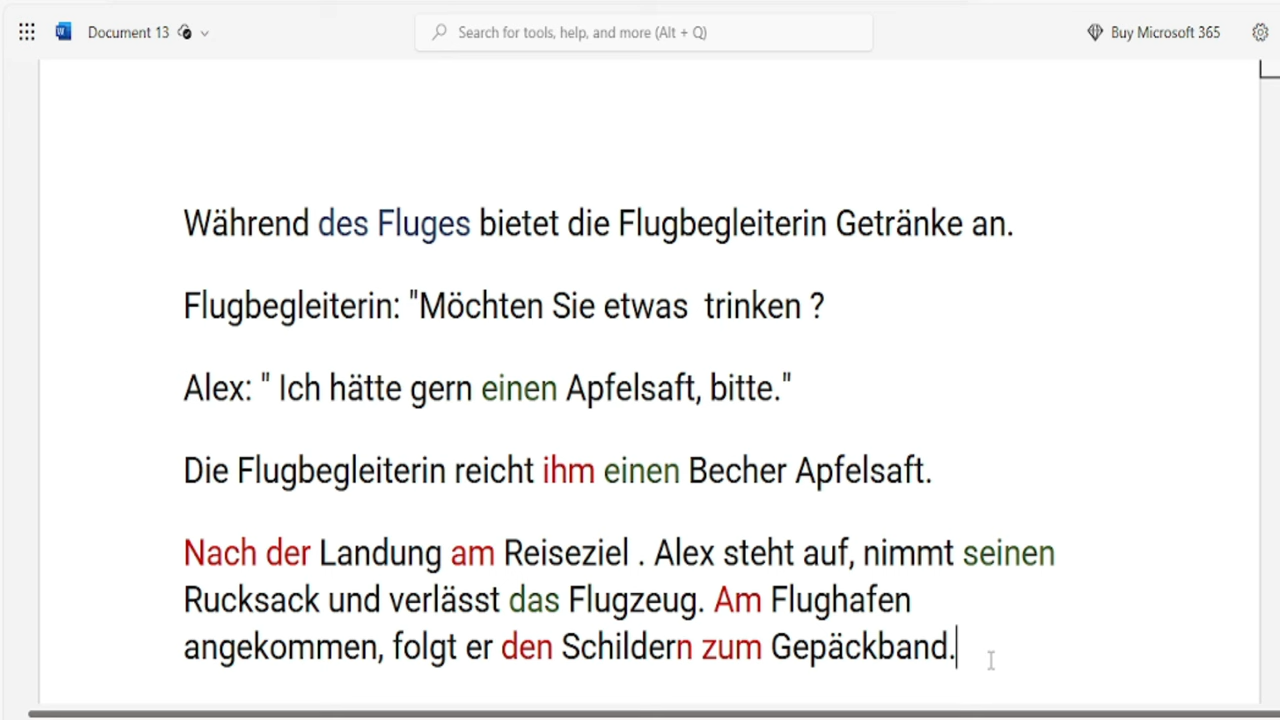 Document 13
Search for tools, help, and more (Alt + Q)
Buy Microsoft 365
Während des Fluges bietet die Flugbegleiterin Getränke an.
Flugbegleiterin: "Möchten Sie etwas  trinken ?
Alex: " Ich hätte gern einen Apfelsaft, bitte."
Die Flugbegleiterin reicht ihm einen Becher Apfelsaft.
Nach der Landung am Reiseziel . Alex steht auf, nimmt seinen
Rucksack und verlässt das Flugzeug. Am Flughafen
angekommen, folgt er den Schildern zum Gepäckband.